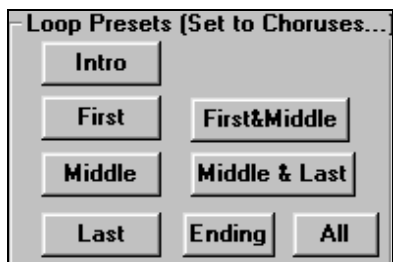 Loop Presets (Set to Choruses...)
Intro
First First&Middle
Middle Middle & Last
Last Ending All